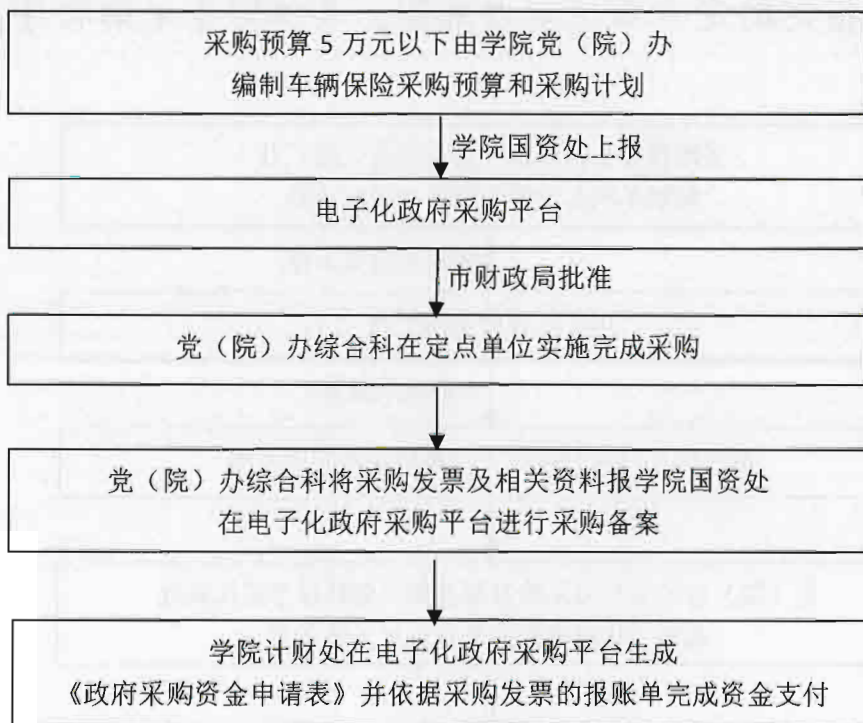 采购预算5万元以下由学院党（院）办
编制车辆保险采购预算和采购计划
学院国资处上报
电子化政府采购平台
市财政局批准
党（院）办综合科在定点单位实施完成采购
党（院）办综合科将采购发票及相关资料报学院国资处
在电子化政府采购平台进行采购备案
学院计财处在电子化政府采购平台生成
《政府采购资金申请表》并依据采购发票的报账单完成资金支付